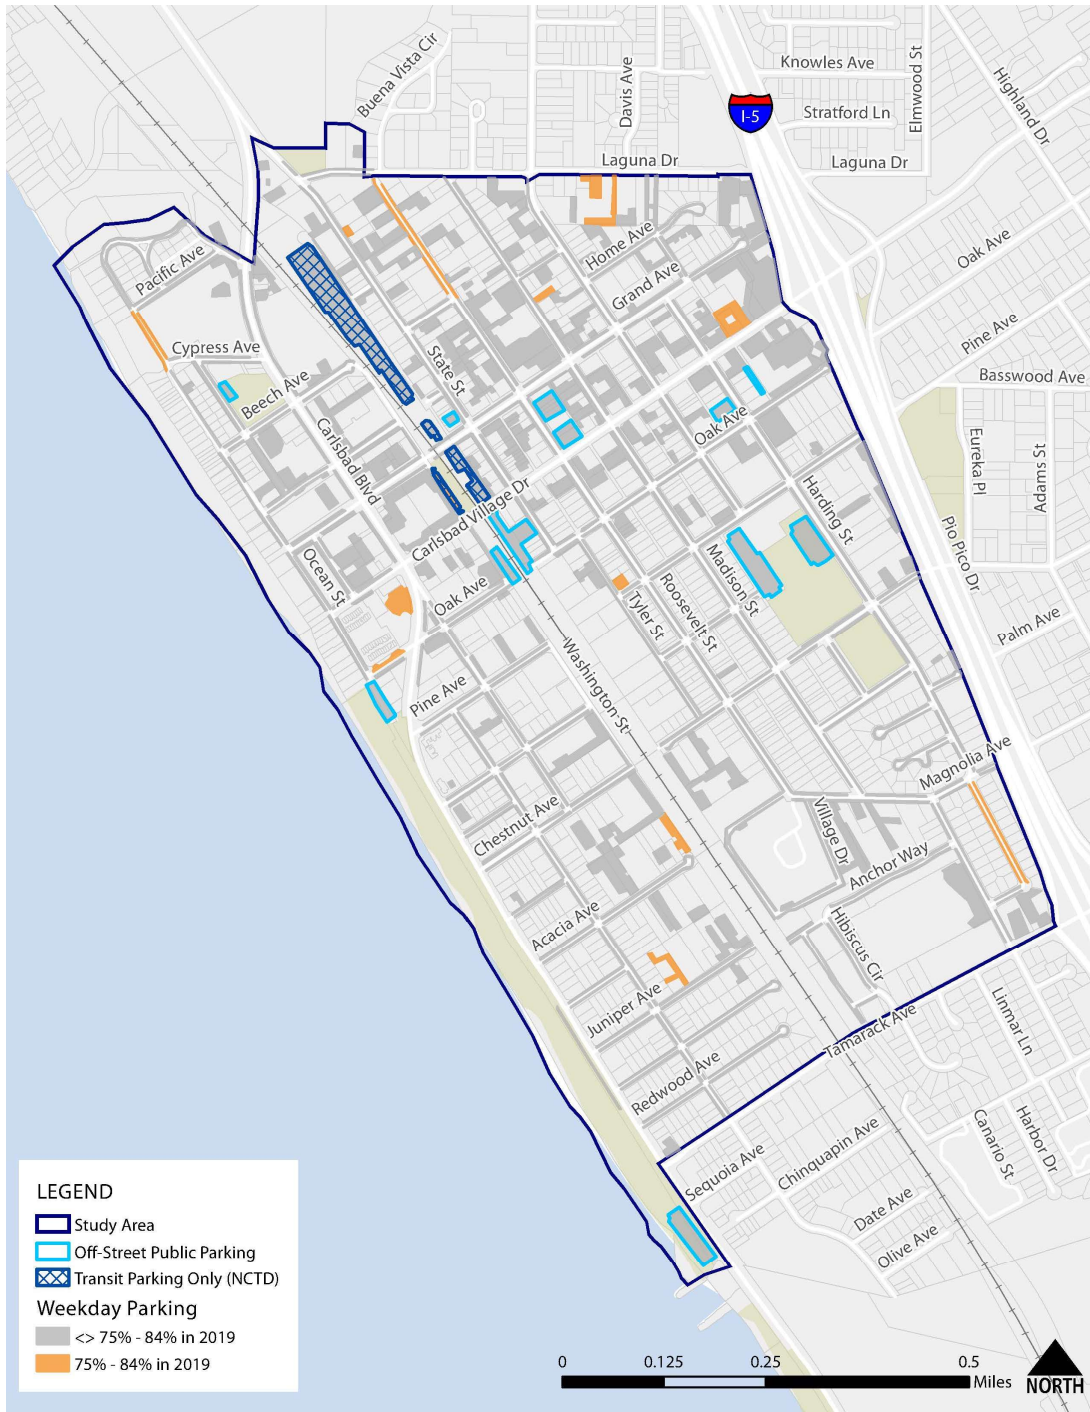 Buena Vista Cir
Davis Ave
Knowles Ave
Elmwood St
Highland Dr
I-5
Stratford Ln
Laguna Dr
Laguna Dr
Pacific Ave
Home Ave
Oak Ave
Grand Ave
Pine Ave
Cypress Ave
State St
Basswood Ave
Beech Ave
Oak Ave
Carlsbad Blvd
Eureka Pl
Adams St
Carlsbad Village Dr
Harding St
Pio Pico Dr
Ocean St
Oak Ave
Madison St
Roosevelt St
Tyler St
Palm Ave
Washington St
Pine Ave
Magnolia Ave
Chestnut Ave
Village Dr
Anchor Way
Acacia Ave
Hibiscus Cir
Juniper Ave
Linmar Ln
Tamarack Ave
Redwood Ave
Canario St
Harbor Dr
Sequoia Ave
Chinquapin Ave
Date Ave
Olive Ave
LEGEND
Study Area
Off-Street Public Parking
Transit Parking Only (NCTD)
Weekday Parking
<> 75% - 84% in 2019
75% - 84% in 2019
0 0.125 0.25 0.5
Miles
NORTH